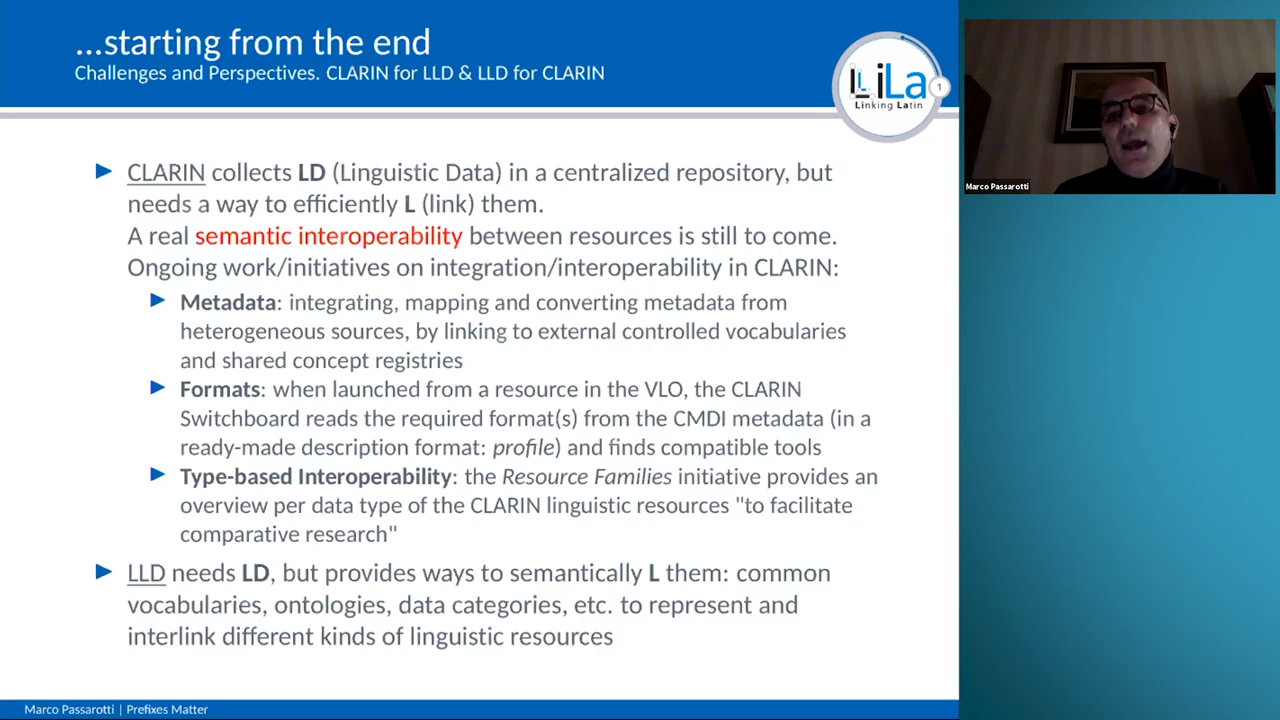 ...starting from the end
Challenges and Perspectives. CLARIN for LLD & LLD for CLARIN
LiLa
Linking Latin
1
Marco Passarotti
CLARIN collects LD (Linguistic Data) in a centralized repository, but
needs a way to efficiently L (link) them.
A real semantic interoperability between resources is still to come.
Ongoing work/initiatives on integration/interoperability in CLARIN:
Metadata: integrating, mapping and converting metadata from
heterogeneous sources, by linking to external controlled vocabularies
and shared concept registries
Formats: when launched from a resource in the VLO, the CLARIN
Switchboard reads the required format(s) from the CMDI metadata (in a
ready-made description format: profile) and finds compatible tools
Type-based Interoperability: the Resource Families initiative provides an
overview per data type of the CLARIN linguistic resources "to facilitate
comparative research"
LLD needs LD, but provides ways to semantically L them: common
vocabularies, ontologies, data categories, etc. to represent and
interlink different kinds of linguistic resources
Marco Passarotti | Prefixes Matter